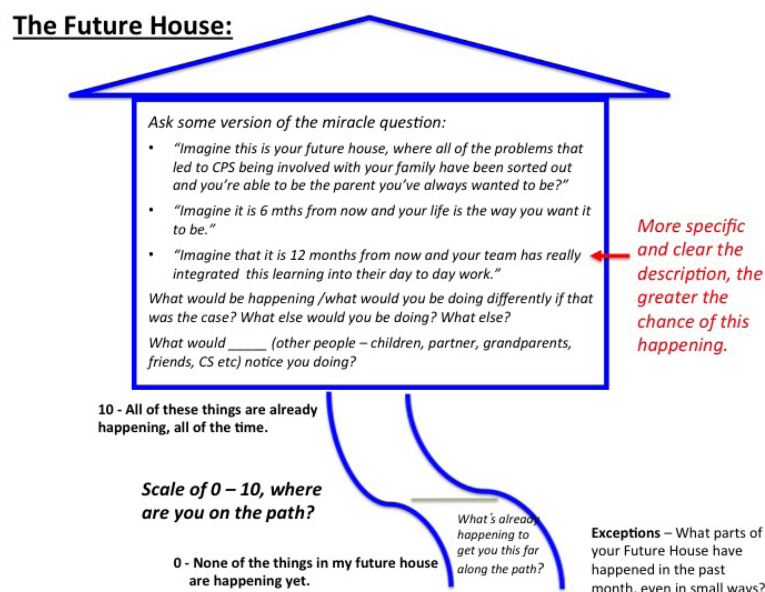 The Future House:
Ask some version of the miracle question:
• “Imagine this is your future house, where all of the problems that
led to CPS being involved with your family have been sorted out
and you’re able to be the parent you’ve always wanted to be?”
• “Imagine it is 6 mths from now and your life is the way you want it
to be.”
• “Imagine that it is 12 months from now and your team has really
integrated this learning into their day to day work.”
What would be happening /what would you be doing differently if that
was the case? What else would you be doing? What else?
What would _____ (other people – children, partner, grandparents,
friends, CS etc) notice you doing?
More specific
and clear the
description, the
greater the
chance of this
happening.
10 - All of these things are already
happening, all of the time.
Scale of 0 – 10, where
are you on the path?
0 - None of the things in my future house
are happening yet.
What’s already
happening to
get you this far
along the path?
Exceptions – What parts of
your Future House have
happened in the past
month, even in small ways?